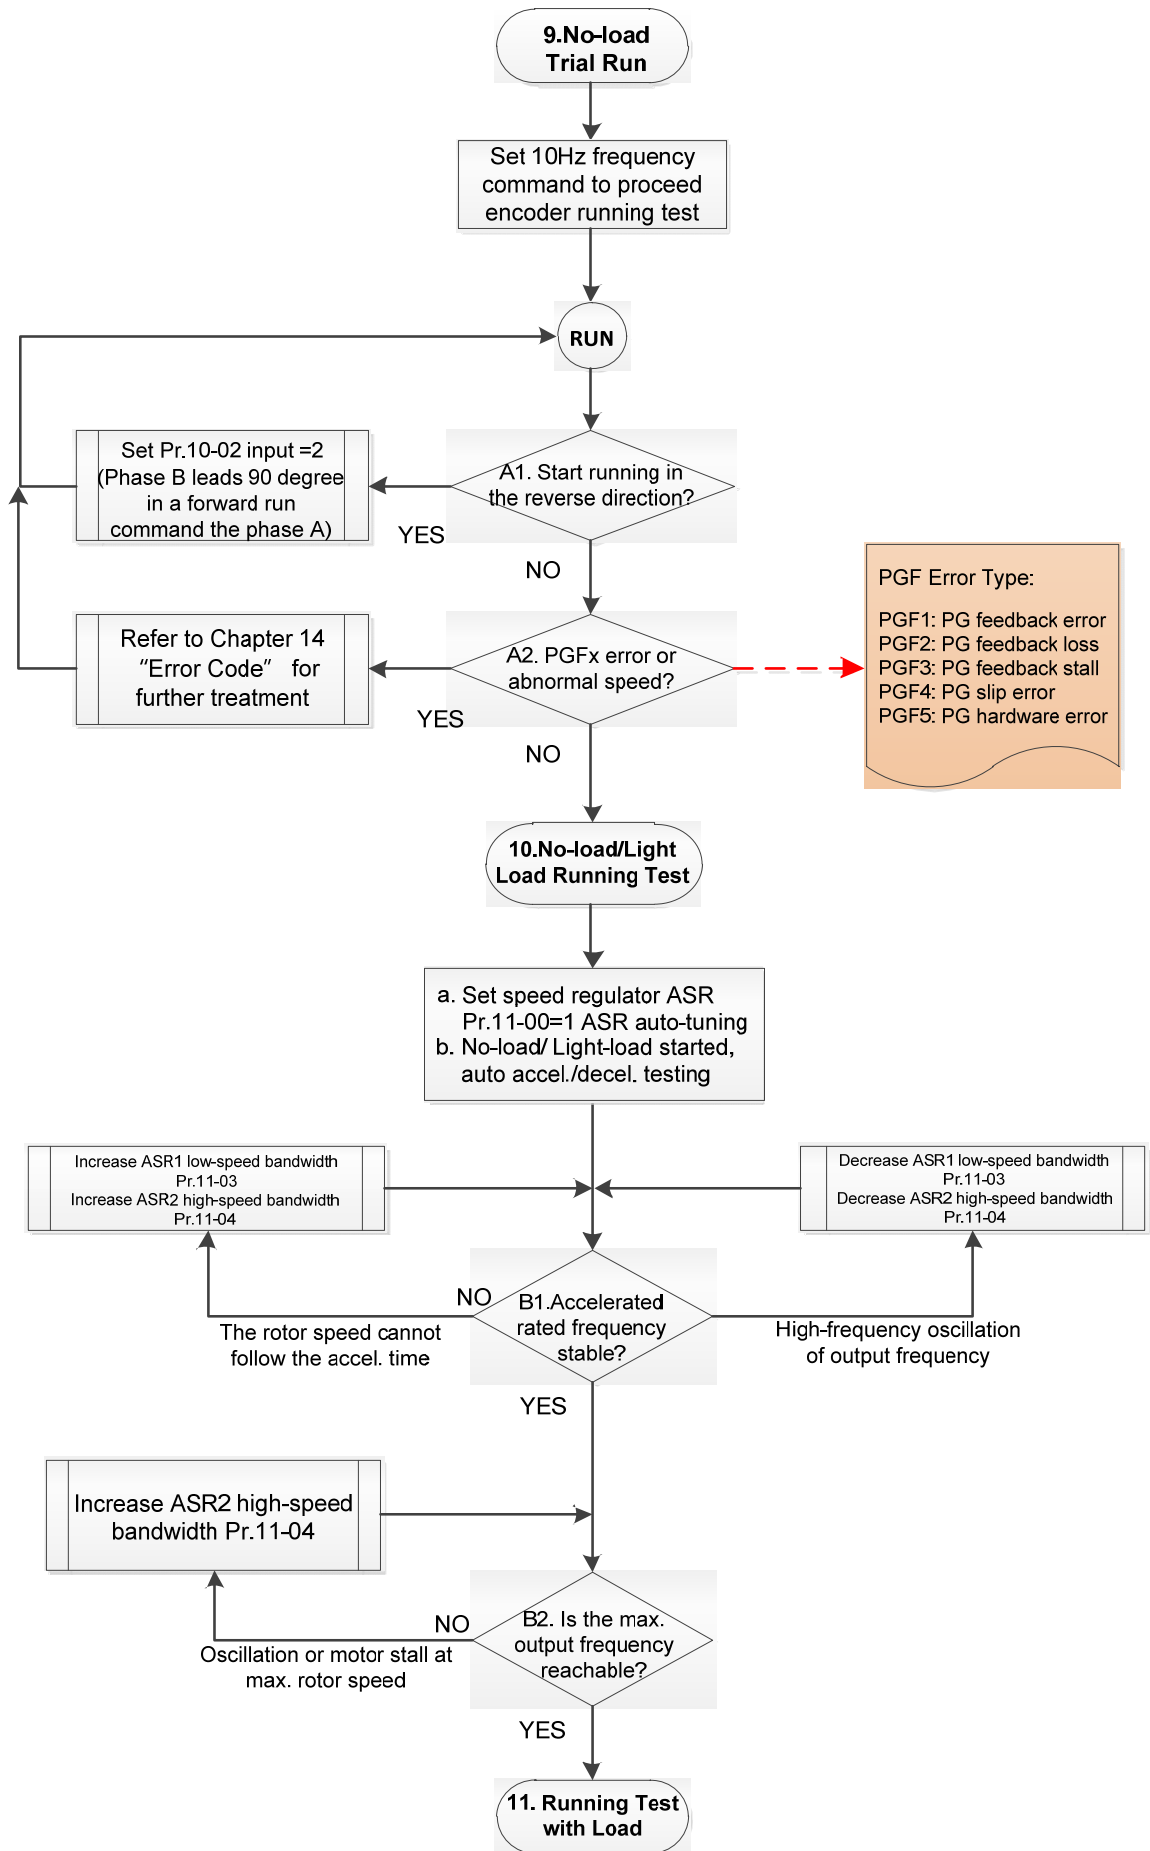 9.No-load
Trial Run
Set 10Hz frequency
command to proceed
encoder running test
RUN
Set Pr.10-02 input =2
(Phase B leads 90 degree
in a forward run
command the phase A)
A1. Start running in
the reverse direction?
YES
NO
PGF Error Type:
PGF1: PG feedback error
PGF2: PG feedback loss
PGF3: PG feedback stall
PGF4: PG slip error
PGF5: PG hardware error
Refer to Chapter 14
“Error Code” for
further treatment
A2. PGFx error or
abnormal speed?
YES
NO
10.No-load/Light
Load Running Test
a. Set speed regulator ASR
Pr.11-00=1 ASR auto-tuning
b. No-load/ Light-load started,
auto accel./decel. testing
Increase ASR1 low-speed bandwidth
Pr.11-03
Increase ASR2 high-speed bandwidth
Pr.11-04
Decrease ASR1 low-speed bandwidth
Pr.11-03
Decrease ASR2 high-speed bandwidth
Pr.11-04
NO
B1.Accelerated
rated frequency
stable?
The rotor speed cannot
follow the accel. time
High-frequency oscillation
of output frequency
YES
Increase ASR2 high-speed
bandwidth Pr.11-04
NO
B2. Is the max.
output frequency
reachable?
Oscillation or motor stall at
max. rotor speed
YES
11. Running Test
with Load